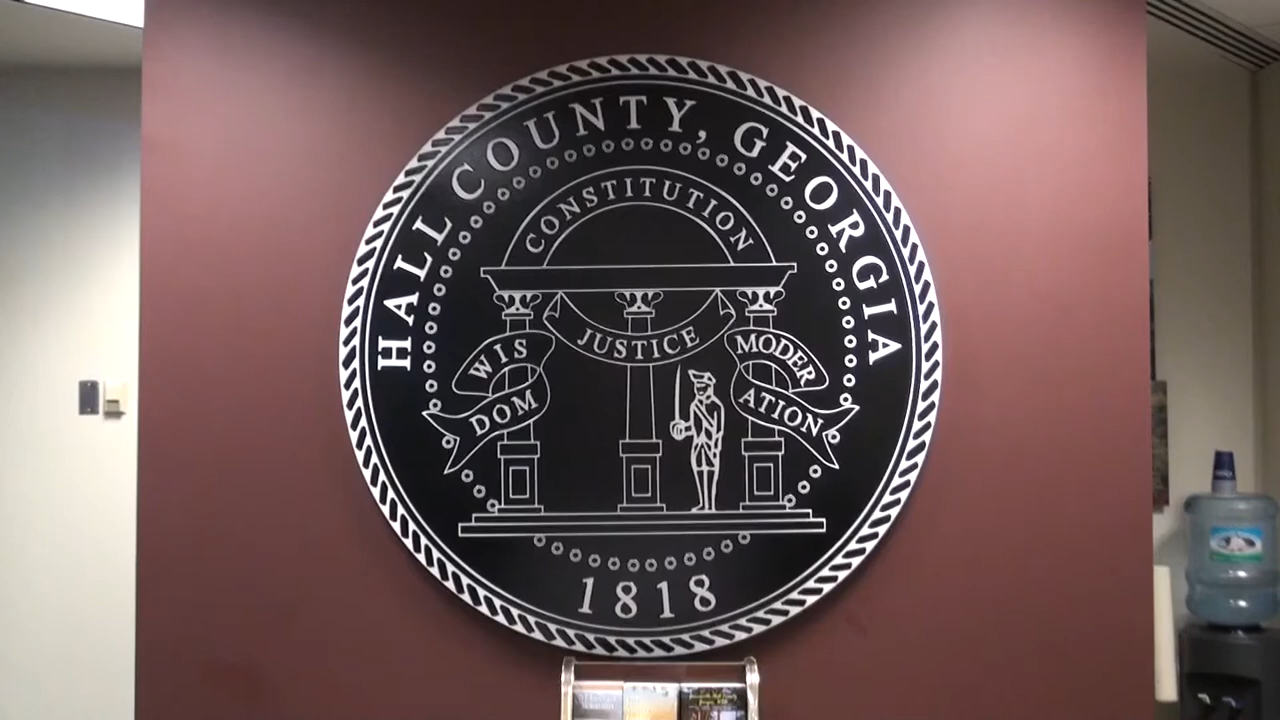 HALL COUNTY, GEORGIA
CONSTITUTION
JUSTICE
WIS
DOM
MODER
ATION
1818